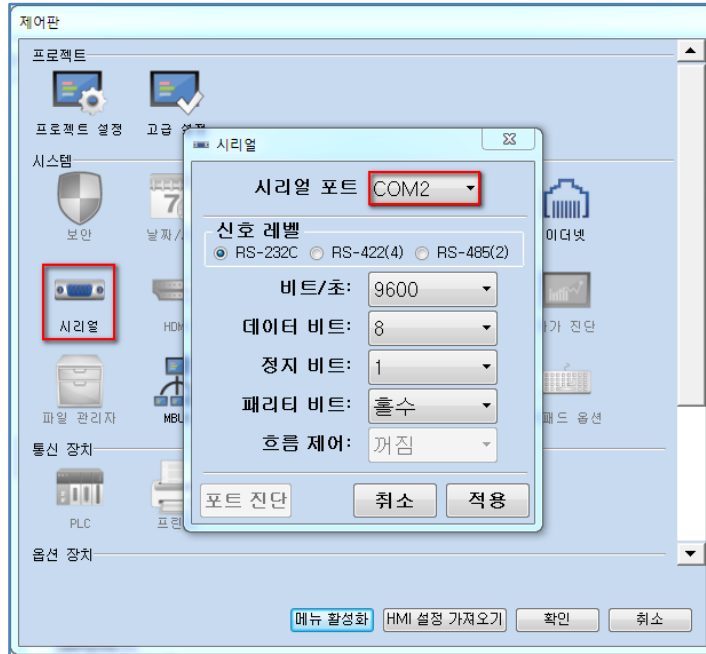 제어판
프로젝트
프로젝트 설정 고급
시스템
보안
이더넷
시리얼
진단
파일 관리자
옵션
통신 장치
PLC
옵션 장치
시리얼
시리얼 포트 COM2
신호 레벨
RS-232C RS-422(4) RS-485(2)
비트/초: 9600
데이터 비트: 8
정지 비트: 1
패리티 비트: 홀수
흐름 제어: 꺼짐
포트 진단 취소 적용
메뉴 활성화 HMI 설정 가져오기 확인 취소